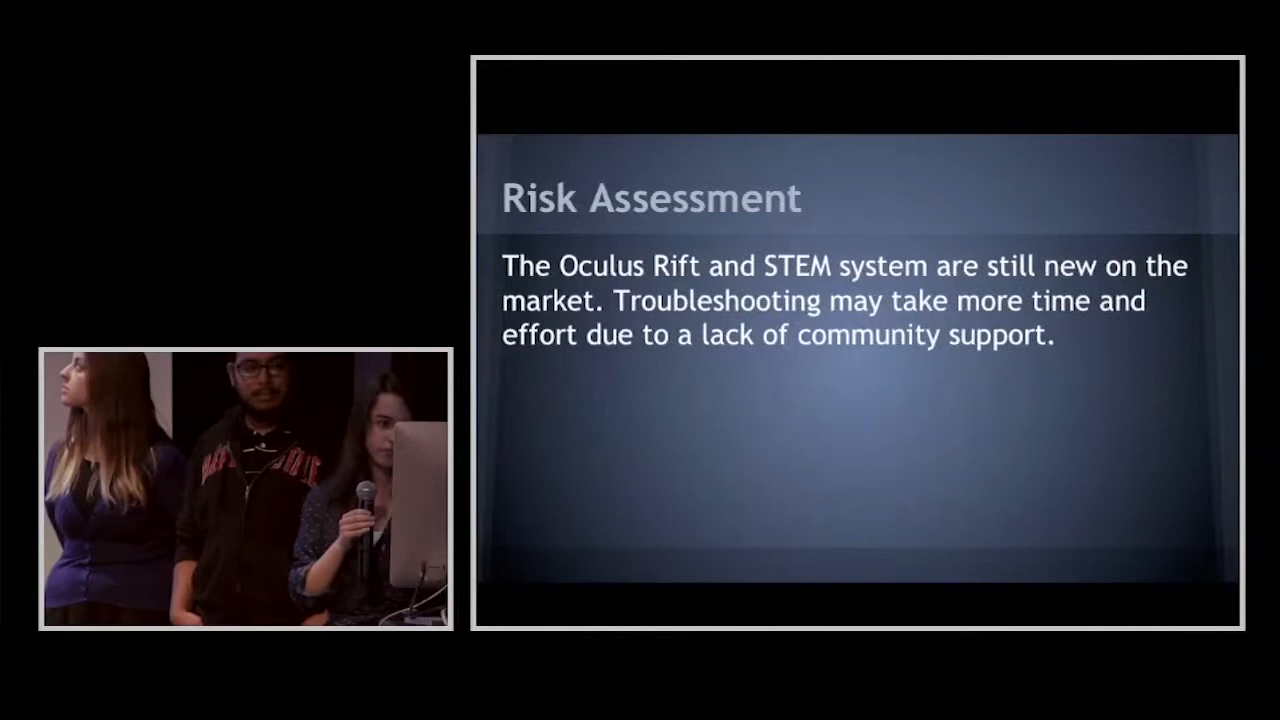 Risk Assessment
The Oculus Rift and STEM system are still new on the
market. Troubleshooting may take more time and
effort due to a lack of community support.